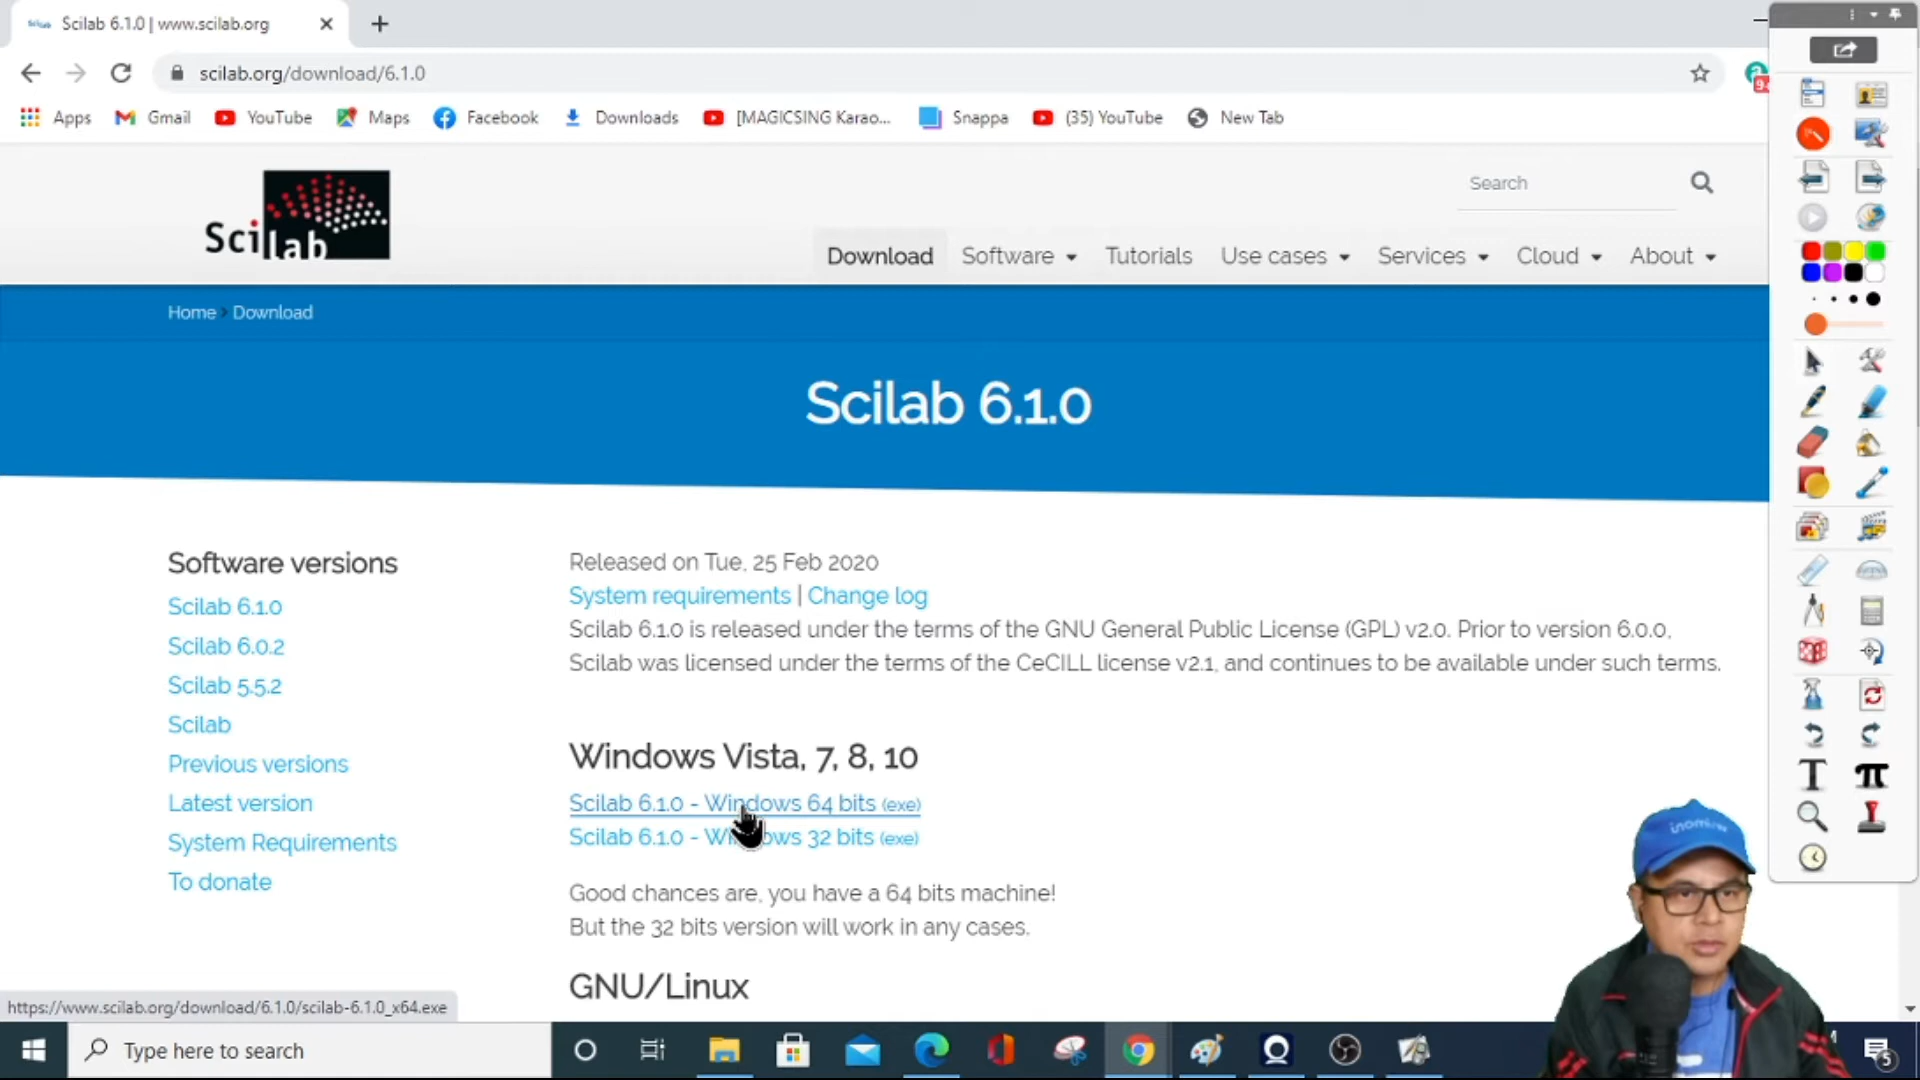 Scilab 6.1.0 | www.scilab.org
scilab.org/download/6.1.0
Apps
Gmail
YouTube
Maps
Facebook
Downloads
[MAGICSING Karao...
Snappa
(35) YouTube
New Tab
Scilab
Search
Download
Software
Tutorials
Use cases
Services
Cloud
About
Home
Download
Scilab 6.1.0
Software versions
Scilab 6.1.0
Scilab 6.0.2
Scilab 5.5.2
Scilab
Previous versions
Latest version
System Requirements
To donate
Released on Tue, 25 Feb 2020
System requirements | Change log
Scilab 6.1.0 is released under the terms of the GNU General Public License (GPL) v2.0. Prior to version 6.0.0,
Scilab was licensed under the terms of the CeCILL license v2.1, and continues to be available under such terms.
Windows Vista, 7, 8, 10
Scilab 6.1.0 - Windows 64 bits (exe)
Scilab 6.1.0 - Windows 32 bits (exe)
Good chances are, you have a 64 bits machine!
But the 32 bits version will work in any cases.
GNU/Linux
https://www.scilab.org/download/6.1.0/scilab-6.1.0_x64.exe
Type here to search
5